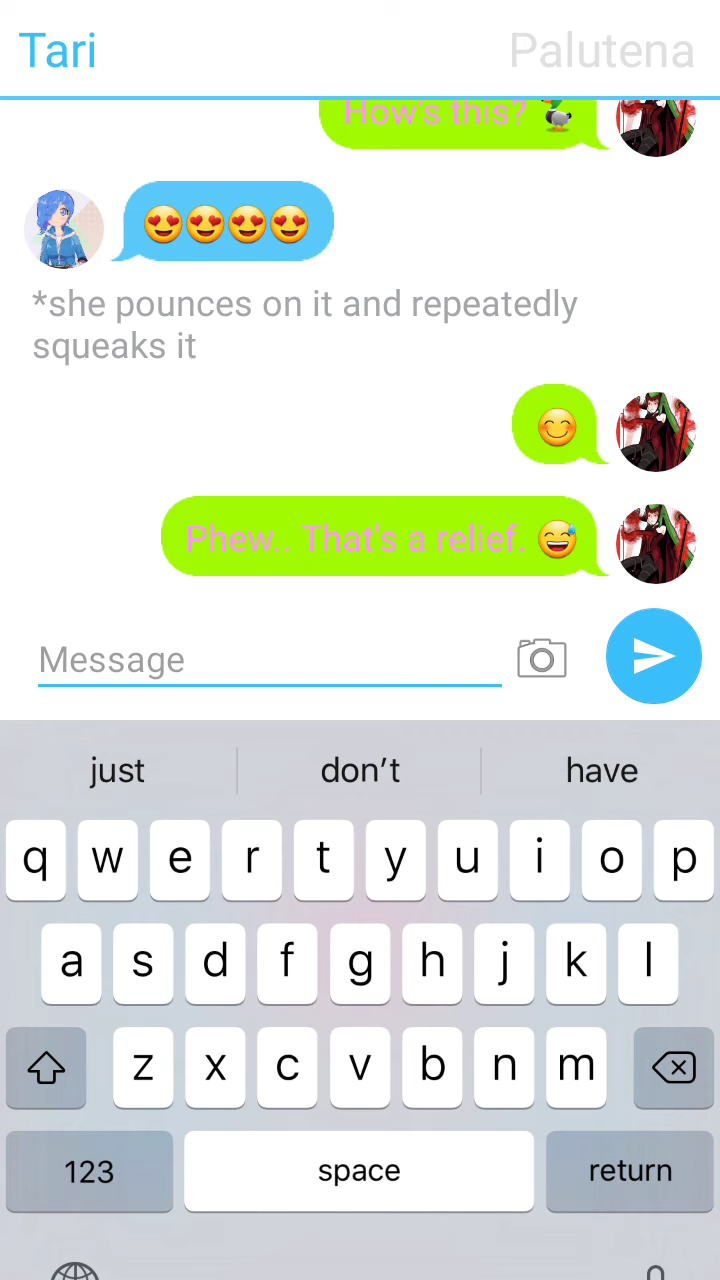 Tari Palutena
How's this? 🦆
😍😍😍😍
*she pounces on it and repeatedly
squeaks it
😊
Phew.. That's a relief. 😅
Message
just don’t have
q w e r t y u i o p
a s d f g h j k l
z x c v b n m
123 space return